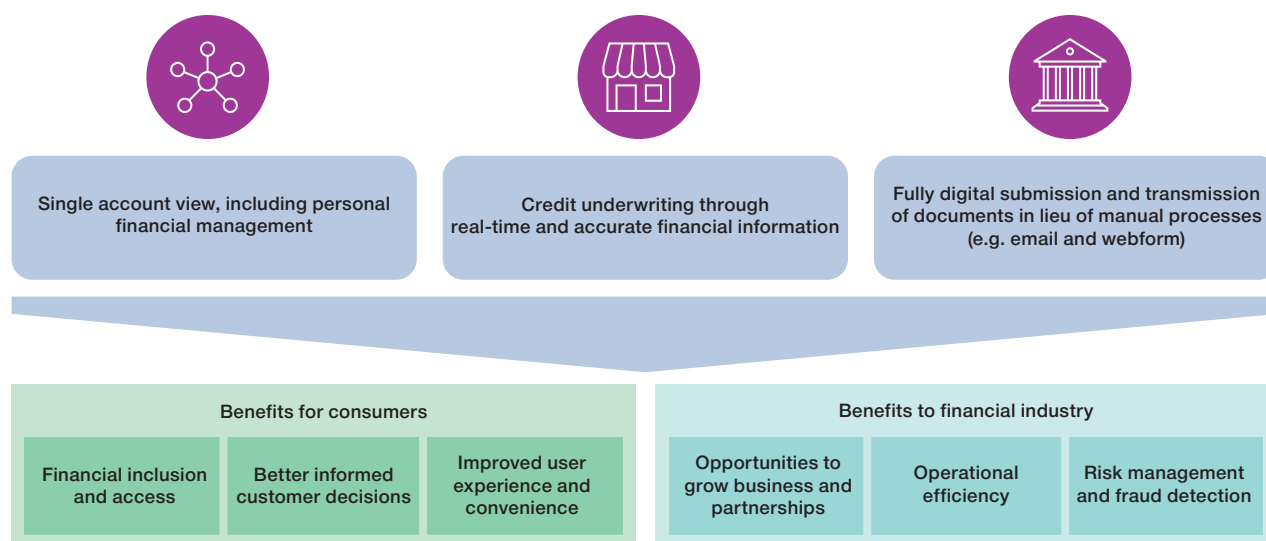 Single account view, including personal
financial management
Credit underwriting through
real-time and accurate financial information
Fully digital submission and transmission
of documents in lieu of manual processes
(e.g. email and webform)
Benefits for consumers
Financial inclusion
and access
Better informed
customer decisions
Improved user
experience and
convenience
Benefits to financial industry
Opportunities to
grow business and
partnerships
Operational
efficiency
Risk management
and fraud detection